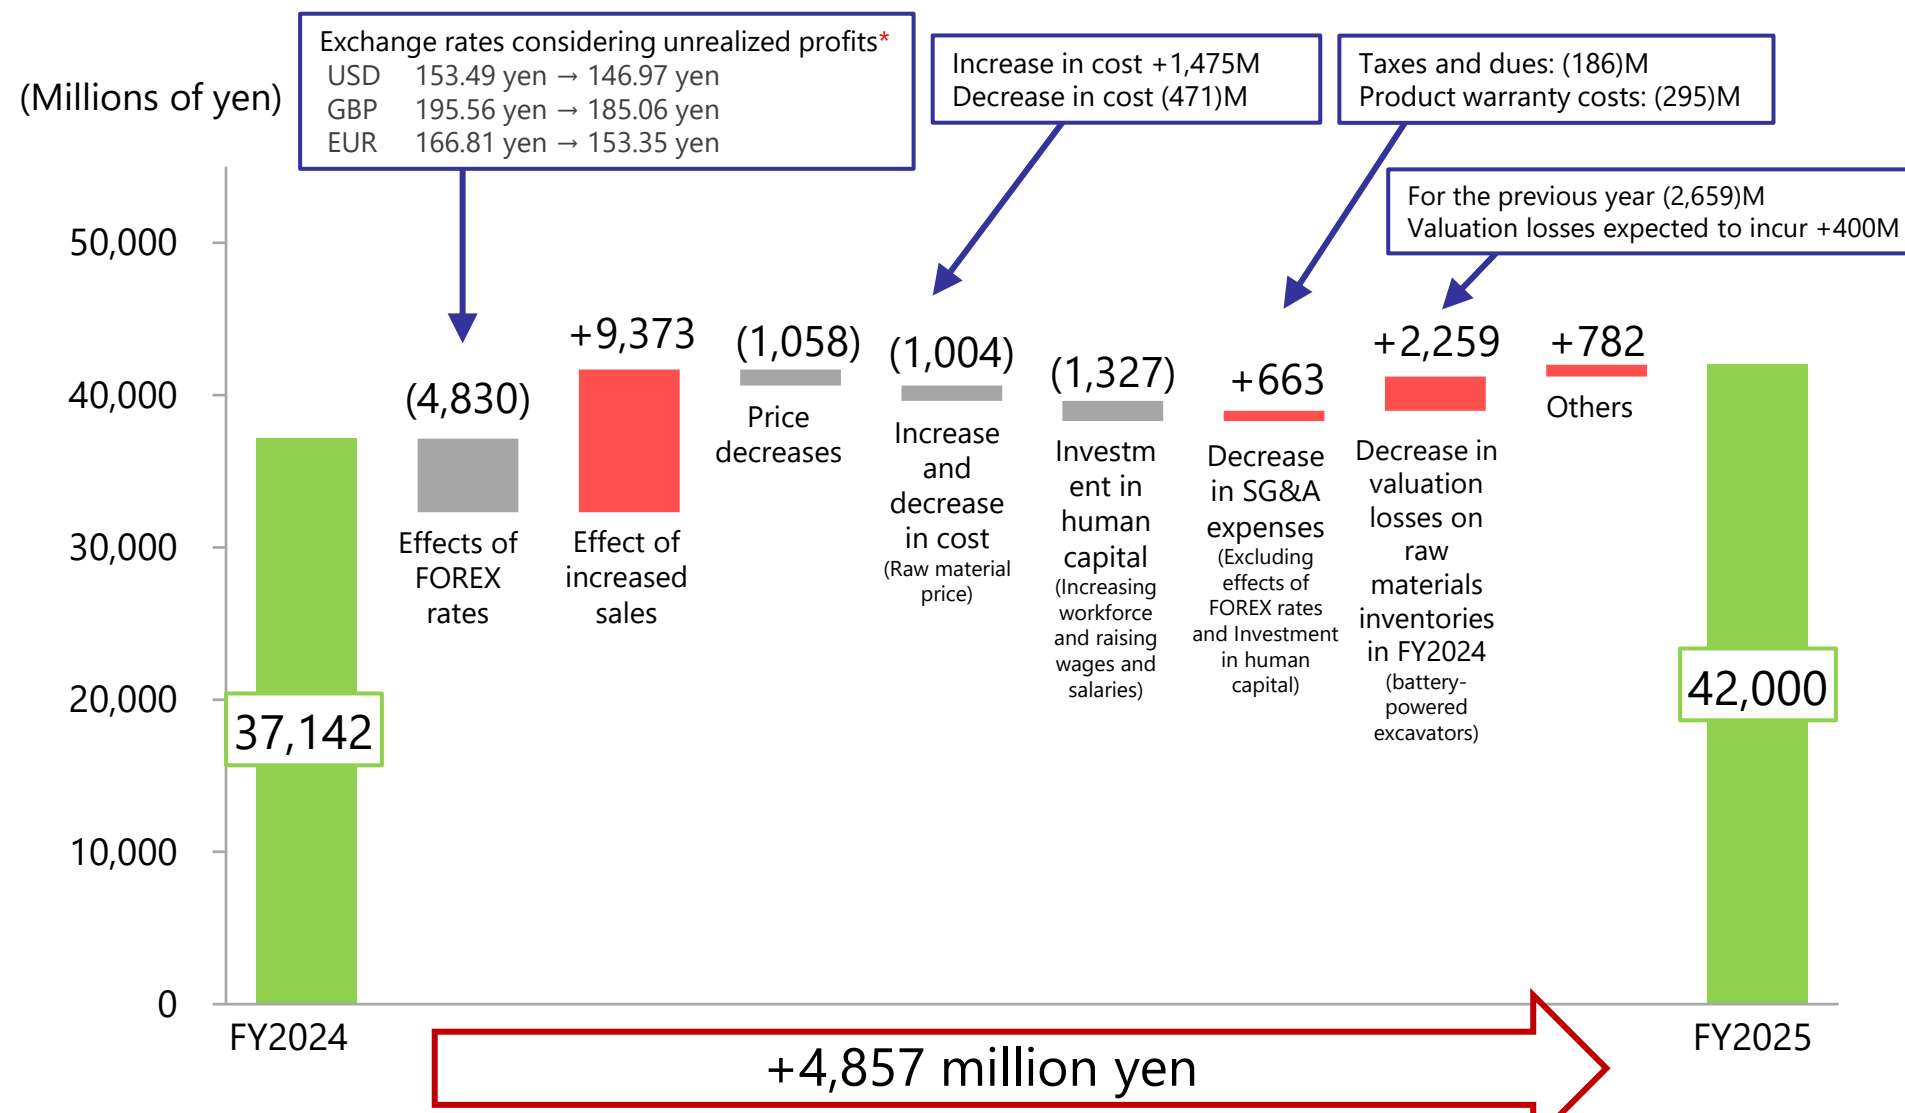 (Millions of yen)
Exchange rates considering unrealized profits*
USD 153.49 yen → 146.97 yen
GBP 195.56 yen → 185.06 yen
EUR 166.81 yen → 153.35 yen
Increase in cost +1,475M
Decrease in cost (471)M
Taxes and dues: (186)M
Product warranty costs: (295)M
For the previous year (2,659)M
Valuation losses expected to incur +400M
50,000
40,000
30,000
20,000
10,000
0
37,142
FY2024
(4,830)
Effects of
FOREX
rates
+9,373
Effect of
increased
sales
(1,058)
Price
decreases
(1,004)
Increase
and
decrease
in cost
(Raw material
price)
(1,327)
Investm
ent in
human
capital
(Increasing
workforce
and raising
wages and
salaries)
+663
Decrease
in SG&A
expenses
(Excluding
effects of
FOREX rates
and Investment
in human
capital)
+2,259
Decrease in
valuation
losses on
raw
materials
inventories
in FY2024
(battery-
powered
excavators)
+782
Others
42,000
FY2025
+4,857 million yen